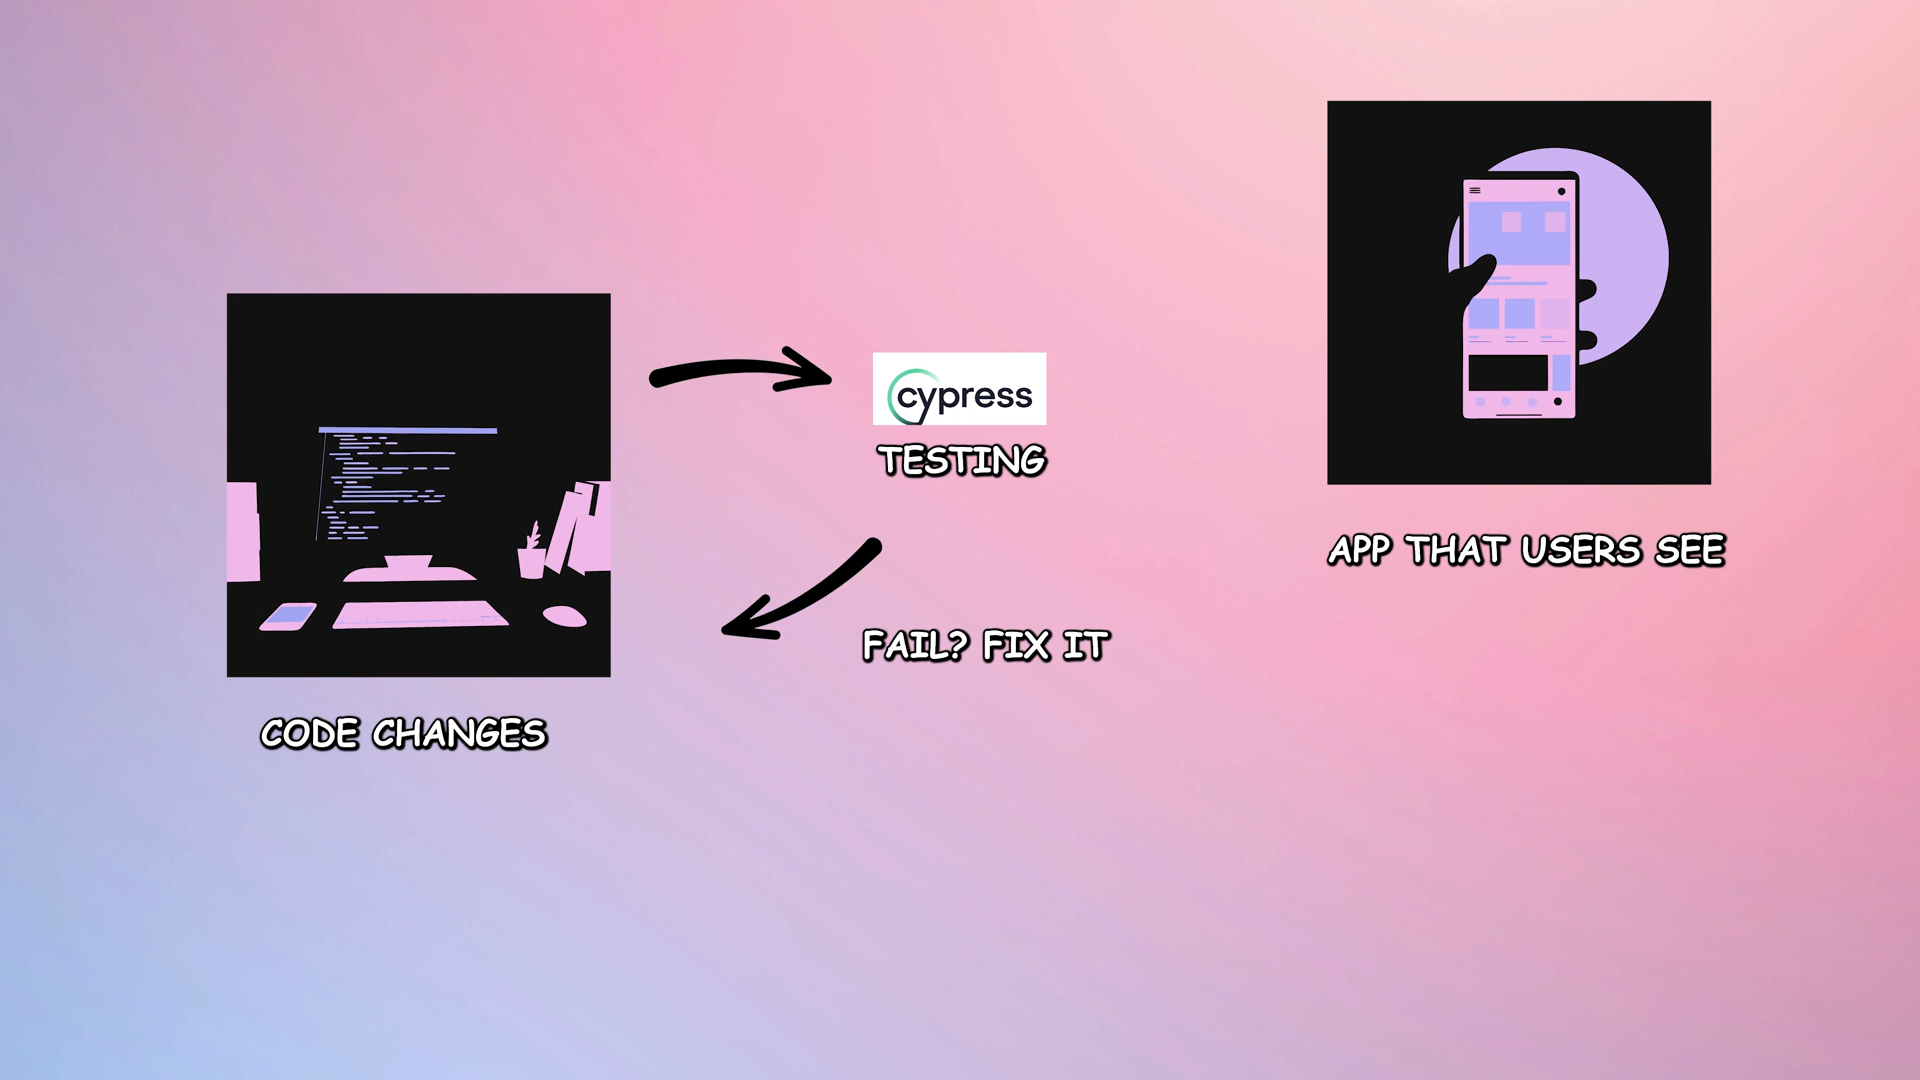 cypress
TESTING
APP THAT USERS SEE
FAIL? FIX IT
CODE CHANGES